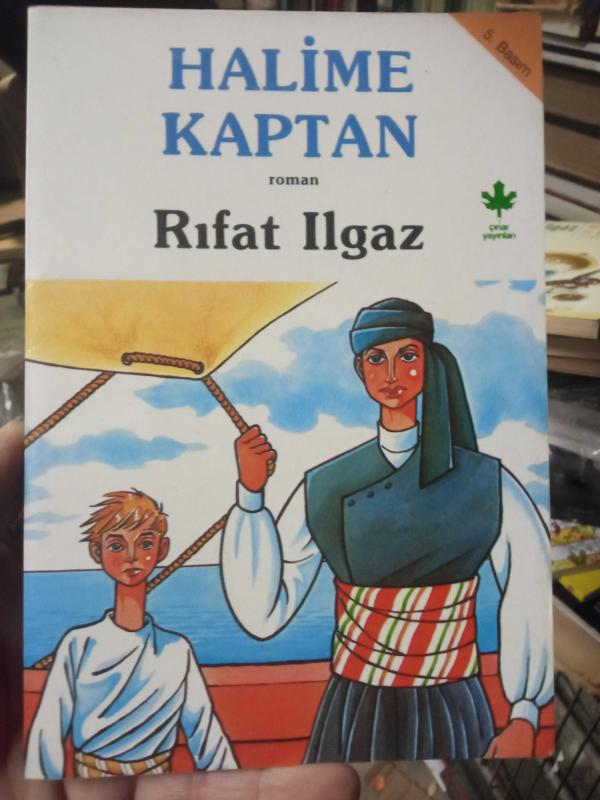 5. Basım
HALİME
KAPTAN
roman
Rıfat Ilgaz
çınar
yayınları